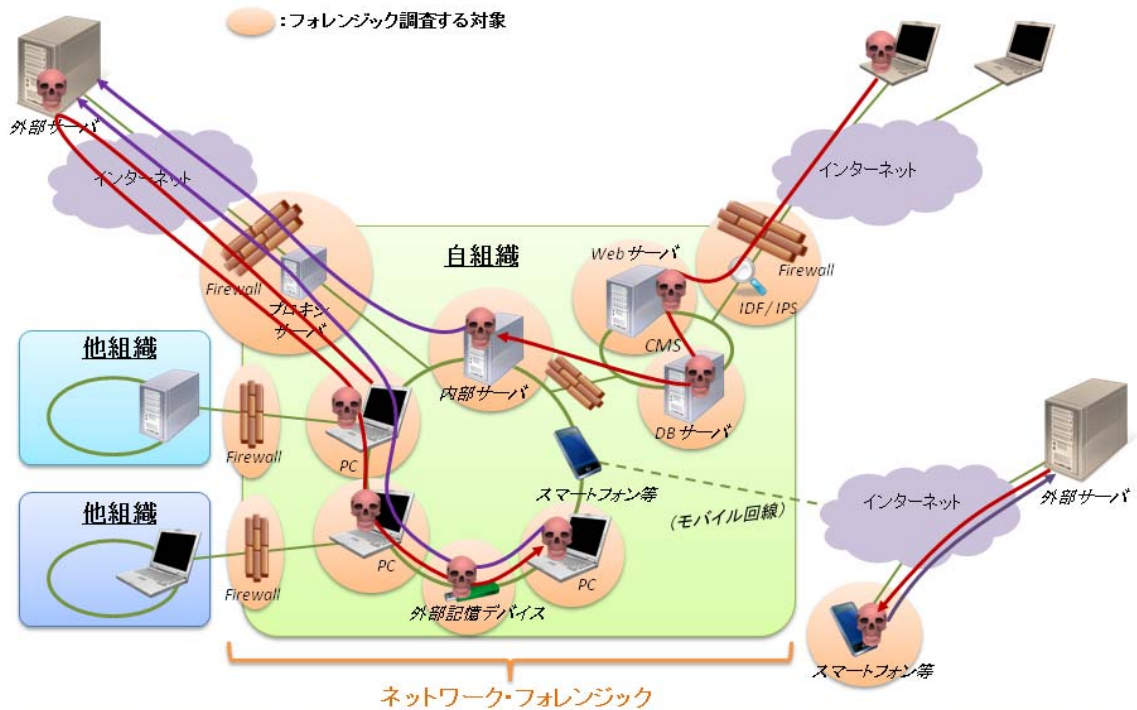 ：フォレンジック調査する対象
外部サーバ
インターネット
インターネット
自組織
Webサーバ
Firewall
IDF / IPS
Firewall
プロキシ
サーバ
CMS
他組織
内部サーバ
DBサーバ
Firewall
PC
スマートフォン等
(モバイル回線)
インターネット
外部サーバ
他組織
Firewall
PC
PC
外部記憶デバイス
スマートフォン等
ネットワーク・フォレンジック